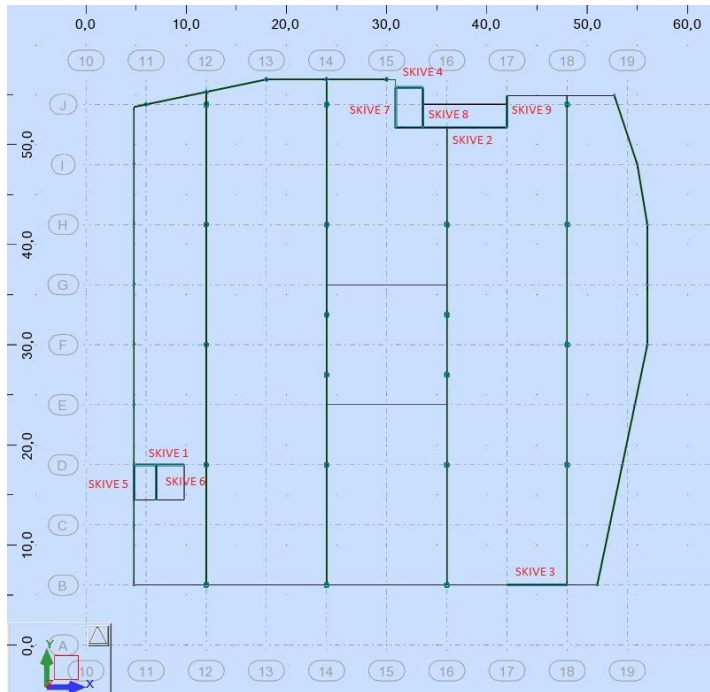 0,0 10,0 20,0 30,0 40,0 50,0 60,0
10 11 12 13 14 15 16 17 18 19
SKIVE 4
J SKIVE 7 SKIVE 8 SKIVE 9
SKIVE 2
50,0
I
H
40,0
G
F
30,0
E
20,0
SKIVE 1
D
SKIVE 5 SKIVE 6
C
10,0
SKIVE 3
B
0,0 A
Y
10 11 12 13 14 15 16 17 18 19
Z X